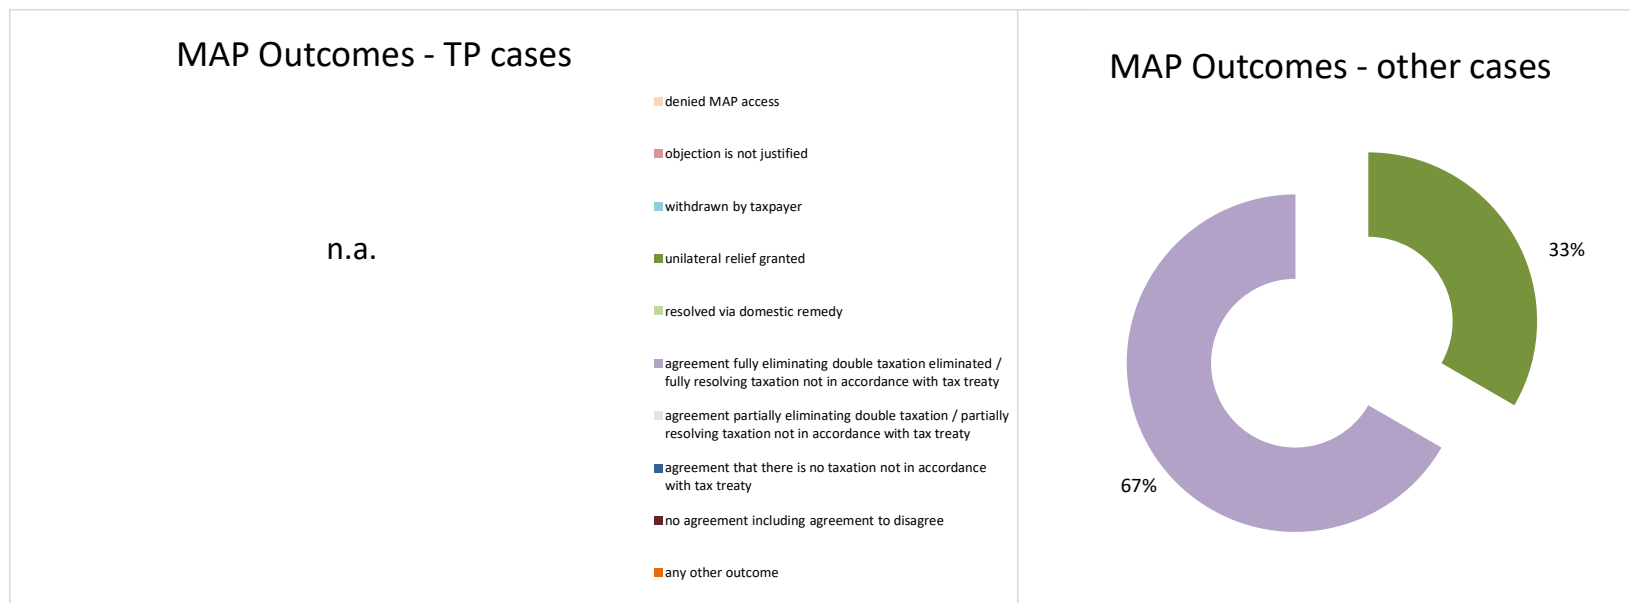 MAP Outcomes - TP cases
n.a.
denied MAP access
objection is not justified
withdrawn by taxpayer
unilateral relief granted
resolved via domestic remedy
agreement fully eliminating double taxation eliminated /
fully resolving taxation not in accordance with tax treaty
agreement partially eliminating double taxation / partially
resolving taxation not in accordance with tax treaty
agreement that there is no taxation not in accordance
with tax treaty
no agreement including agreement to disagree
any other outcome
MAP Outcomes - other cases
33%
67%